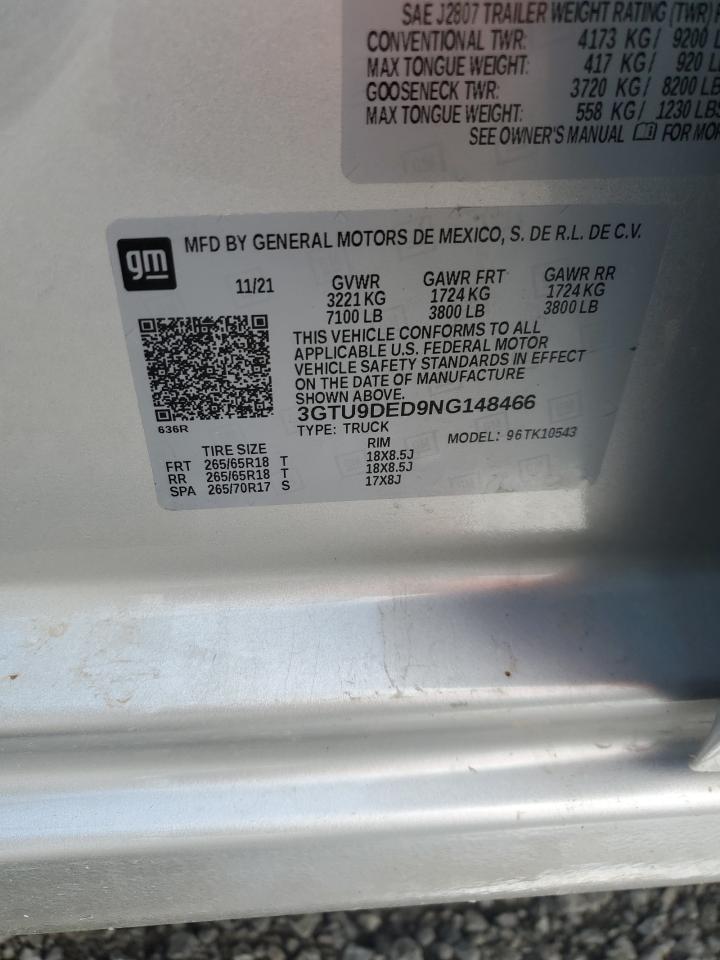 SAE J2807 TRAILER WEIGHT RATING (TWR)
CONVENTIONAL TWR: 4173 KG/ 9200
MAX TONGUE WEIGHT: 417 KG/ 920
GOOSENECK TWR: 3720 KG/ 8200 LB
MAX TONGUE WEIGHT: 558 KG/ 1230 LB
SEE OWNER'S MANUAL FOR
gm
MFD BY GENERAL MOTORS DE MEXICO, S. DE R.L. DE C.V.
11/21 GVWR GAWR FRT GAWR RR
3221 KG 1724 KG 1724 KG
7100 LB 3800 LB 3800 LB
THIS VEHICLE CONFORMS TO ALL
APPLICABLE U.S. FEDERAL MOTOR
VEHICLE SAFETY STANDARDS IN EFFECT
ON THE DATE OF MANUFACTURE
SHOWN ABOVE.
636R
3GTU9DED9NG148466
TYPE: TRUCK MODEL: 96TK10543
TIRE SIZE RIM
FRT 265/65R18 T 18X8.5J
RR 265/65R18 T 18X8.5J
SPA 265/70R17 S 17X8J